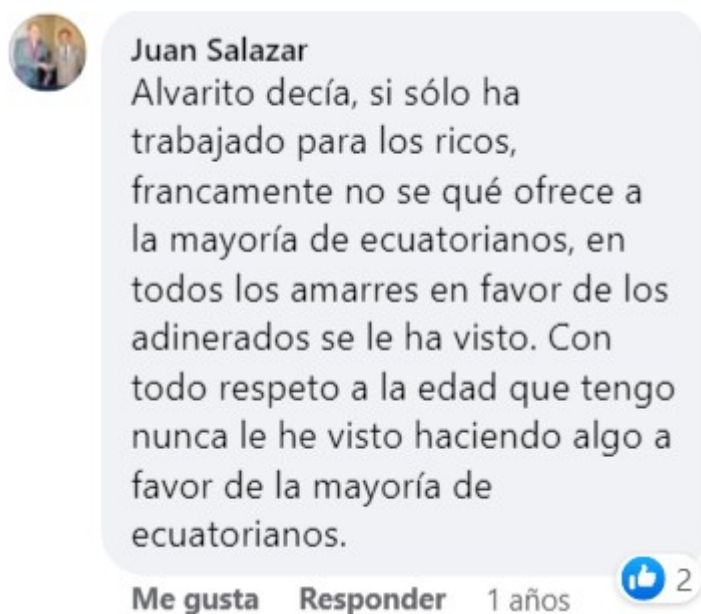 Juan Salazar
Alvarito decía, si sólo ha
trabajado para los ricos,
francamente no se qué ofrece a
la mayoría de ecuatorianos, en
todos los amarres en favor de los
adinerados se le ha visto. Con
todo respeto a la edad que tengo
nunca le he visto haciendo algo a
favor de la mayoría de
ecuatorianos.
2
Me gusta Responder 1 años